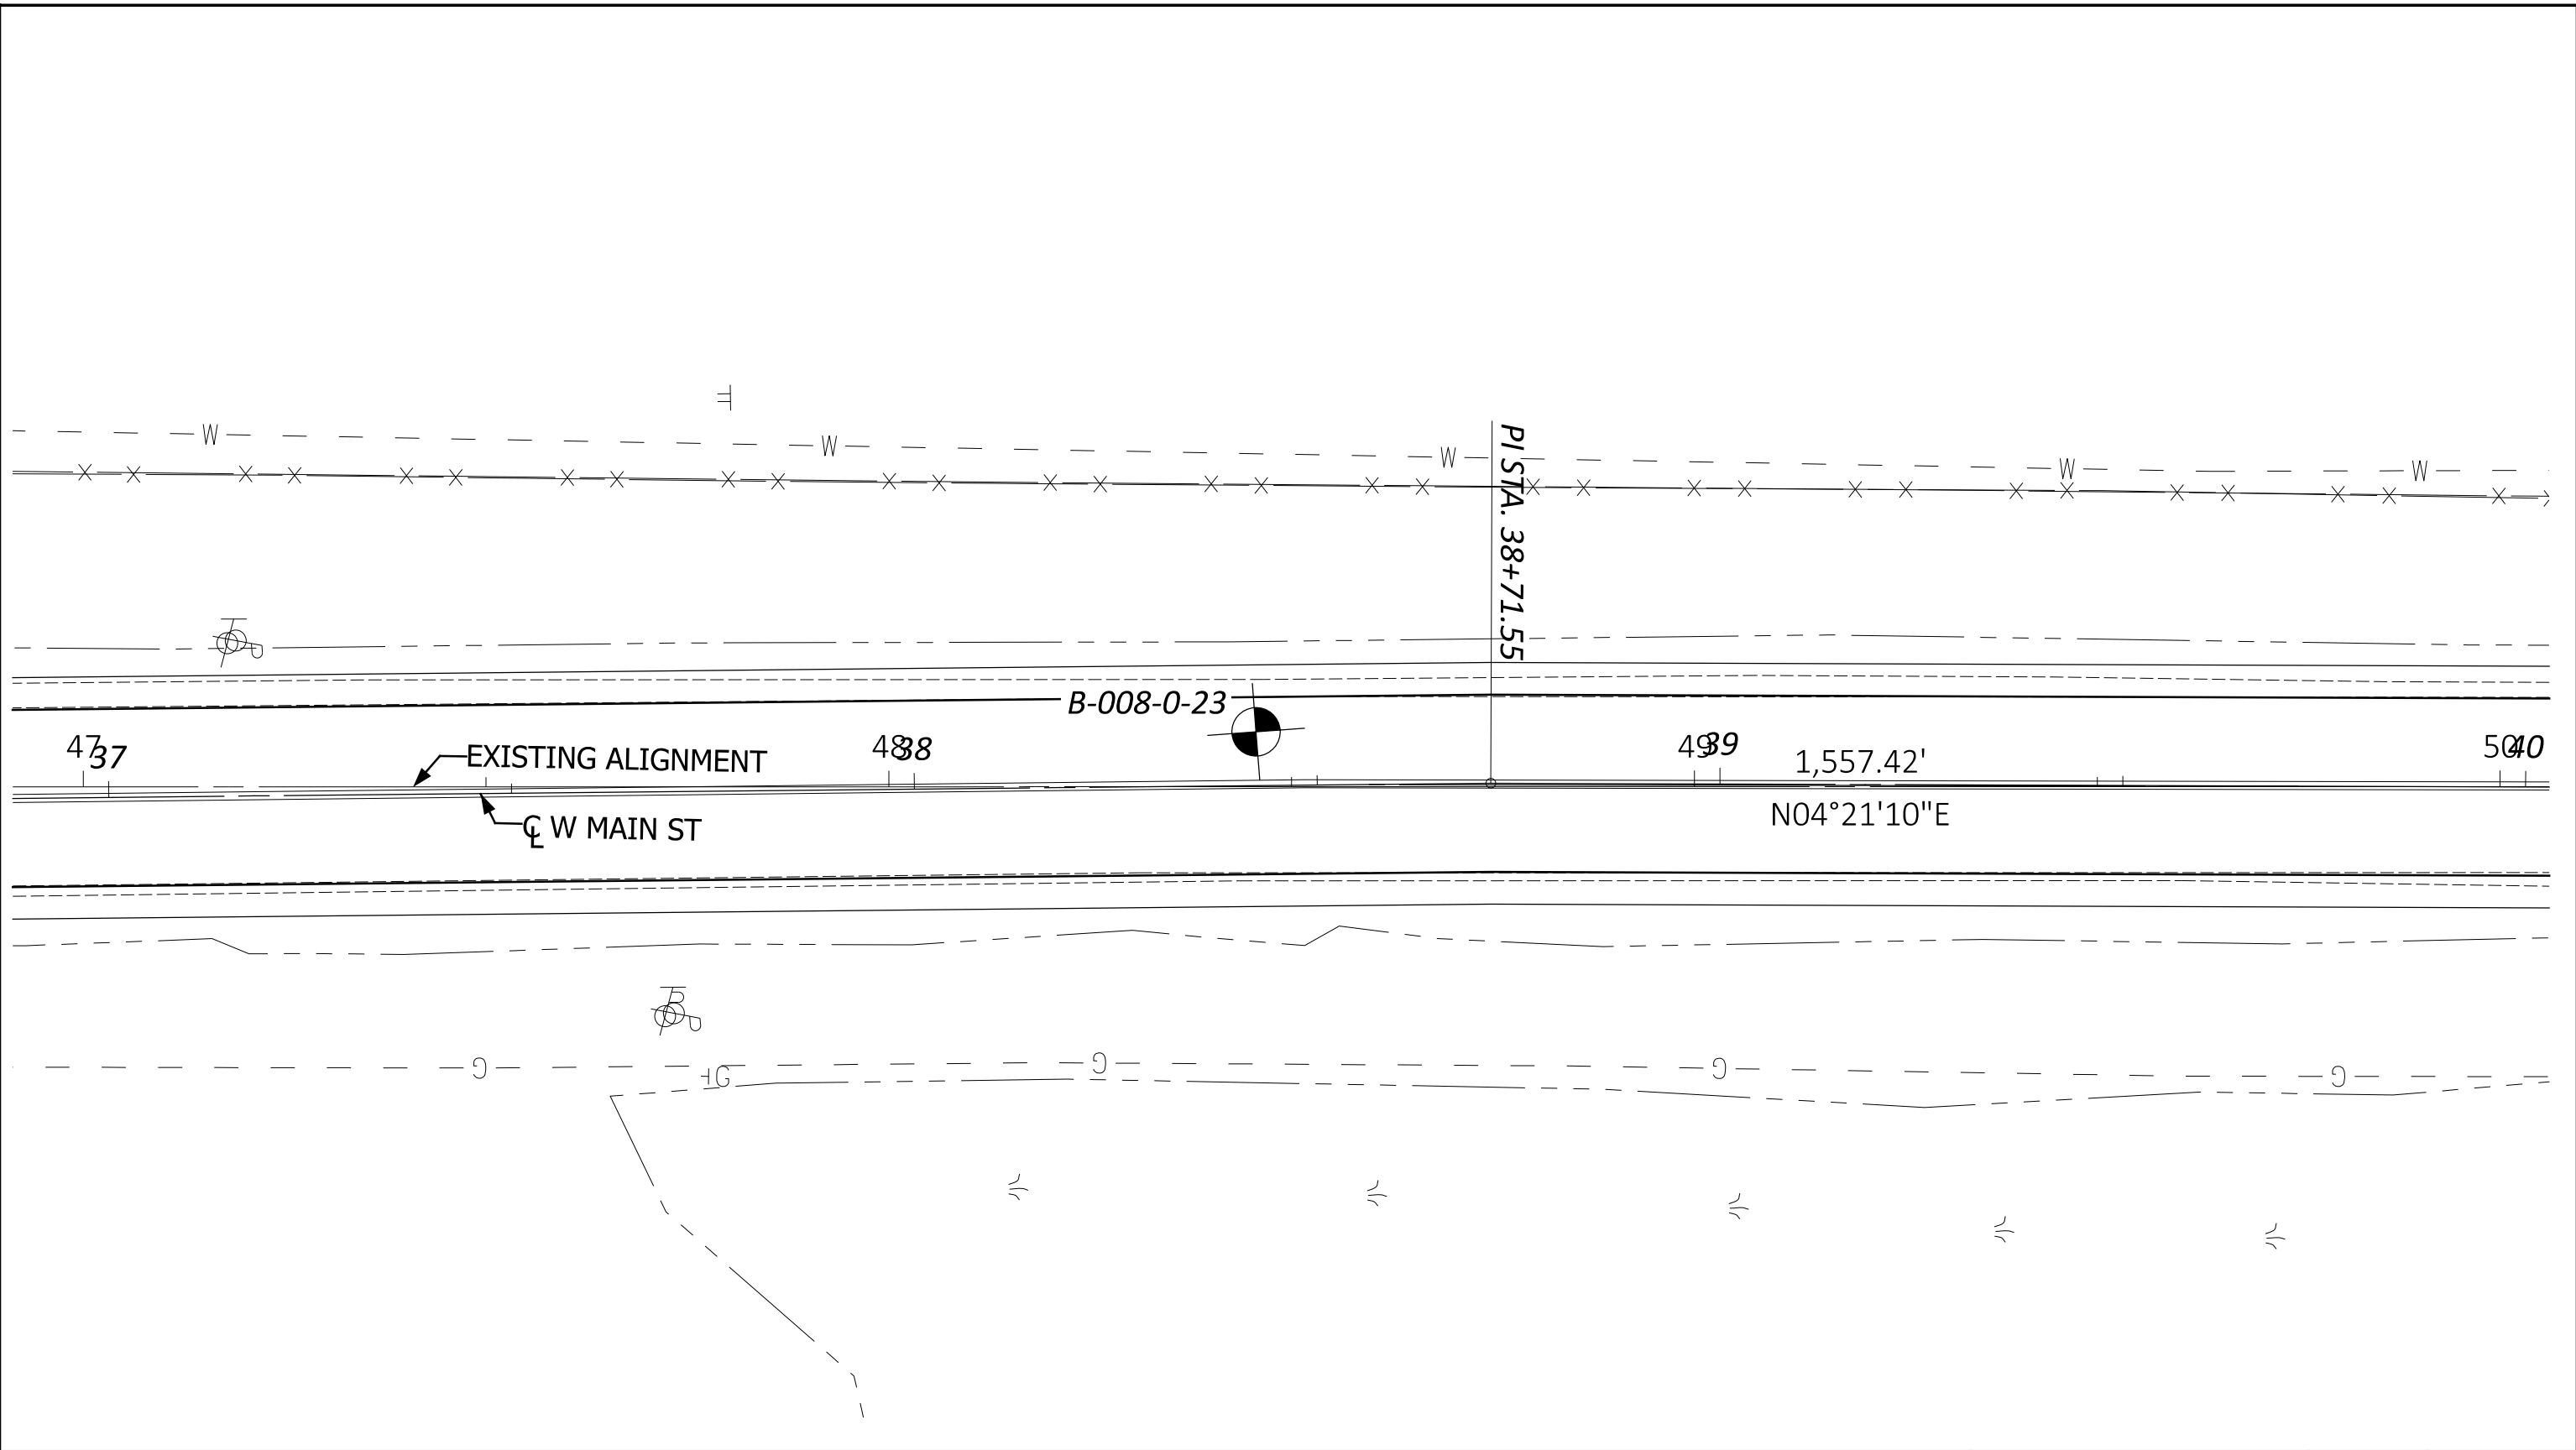 W
W
W
W
W
PI STA. 38+71.55
B-008-0-23
47
37
EXISTING ALIGNMENT
48
38
49
39
1,557.42'
50
40
N04°21'10"E
℄ W MAIN ST
G
G
G
G
G